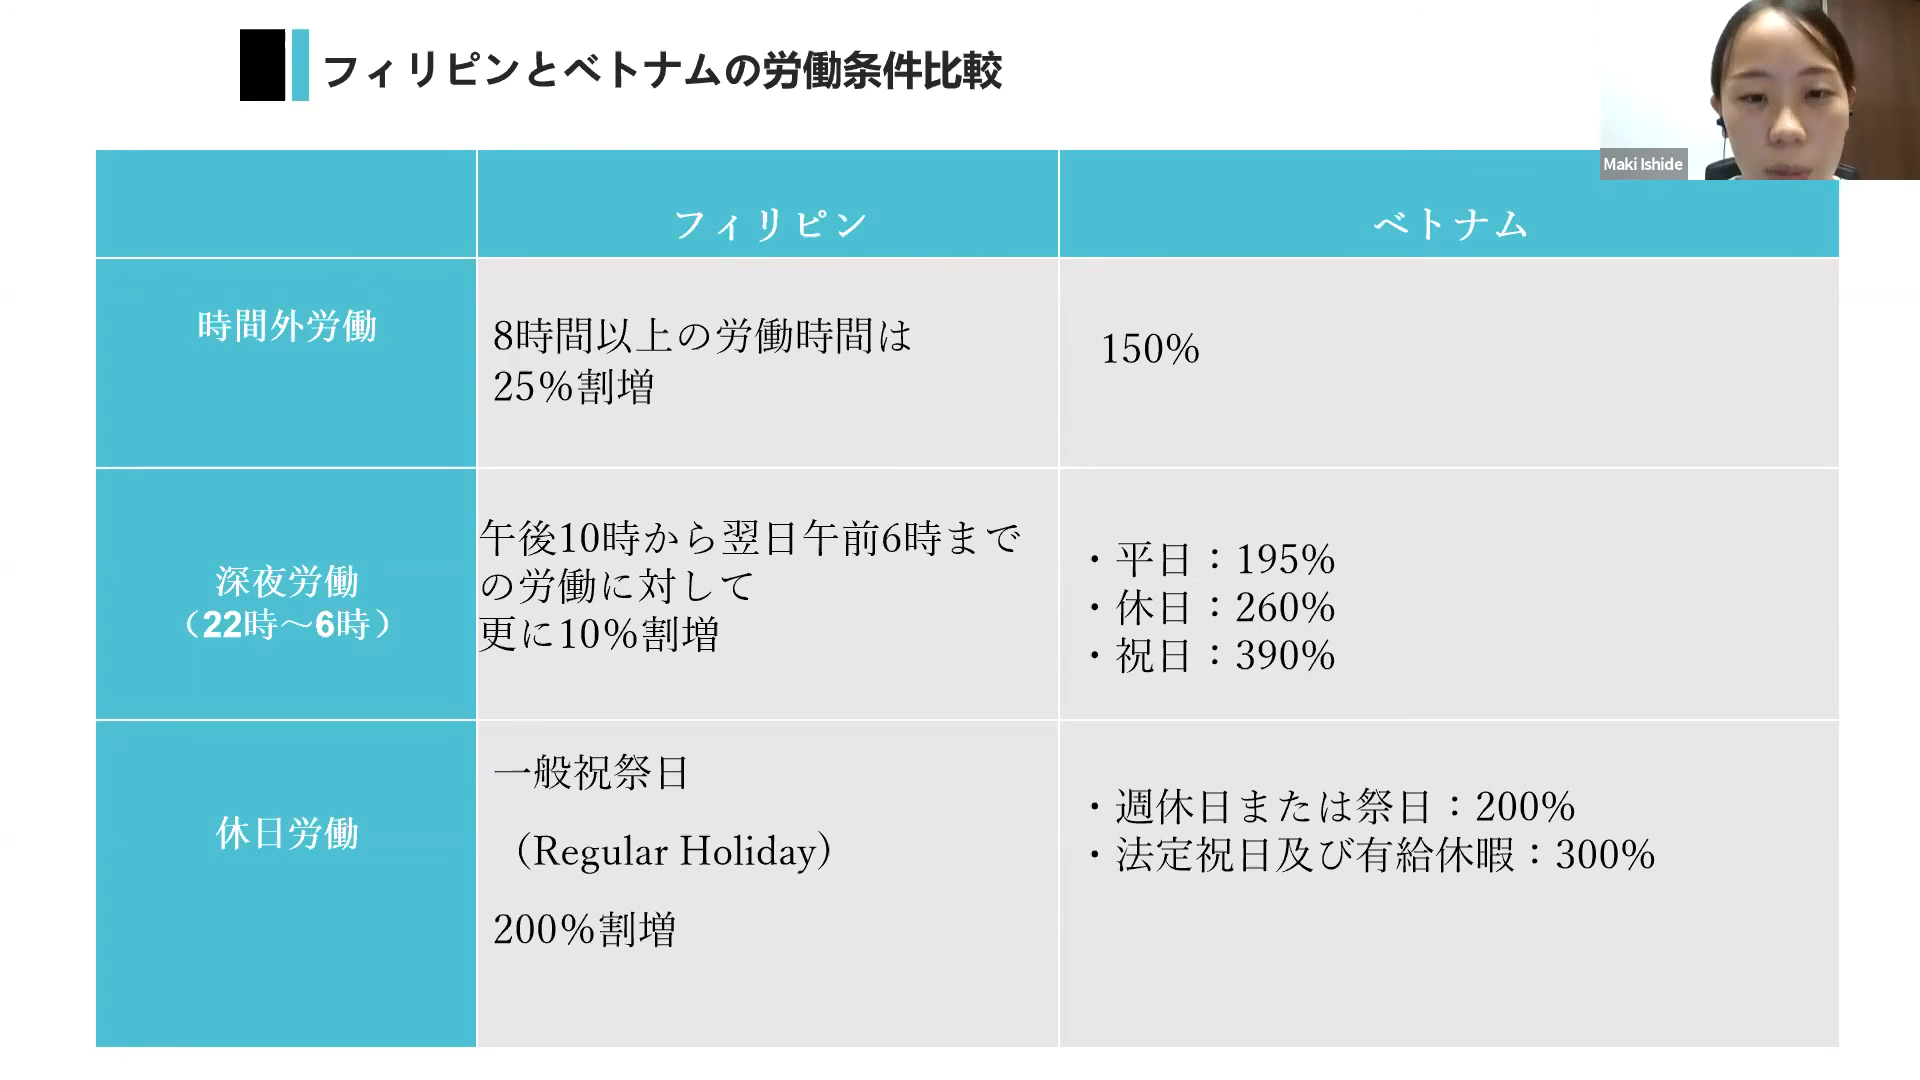 フィリピンとベトナムの労働条件比較
Maki Ishide
フィリピン
ベトナム
時間外労働
8時間以上の労働時間は
25%割増
150%
深夜労働
（22時～6時）
午後10時から翌日午前6時まで
の労働に対して
更に10%割増
・平日：195%
・休日：260%
・祝日：390%
休日労働
一般祝祭日
（Regular Holiday）
200%割増
・週休日または祭日：200%
・法定祝日及び有給休暇：300%